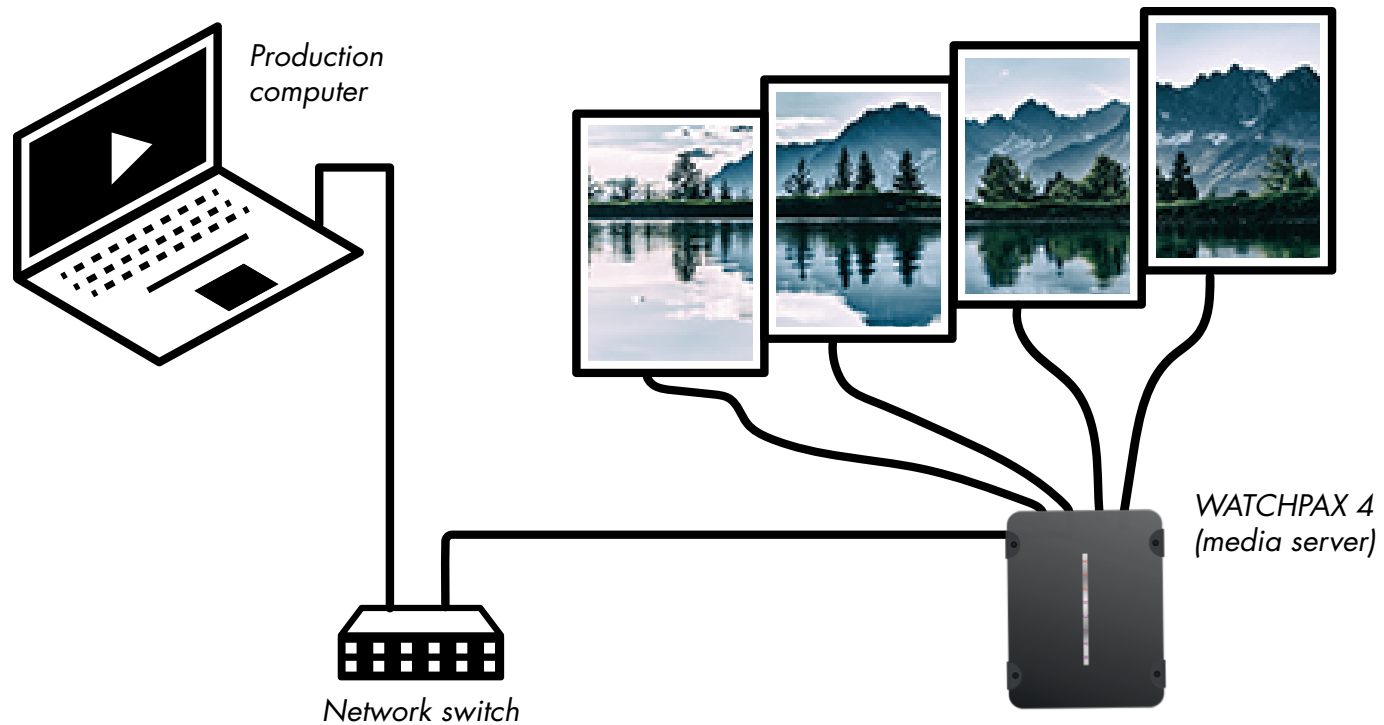 Production
computer
WATCHPAX 4
(media server)
Network switch